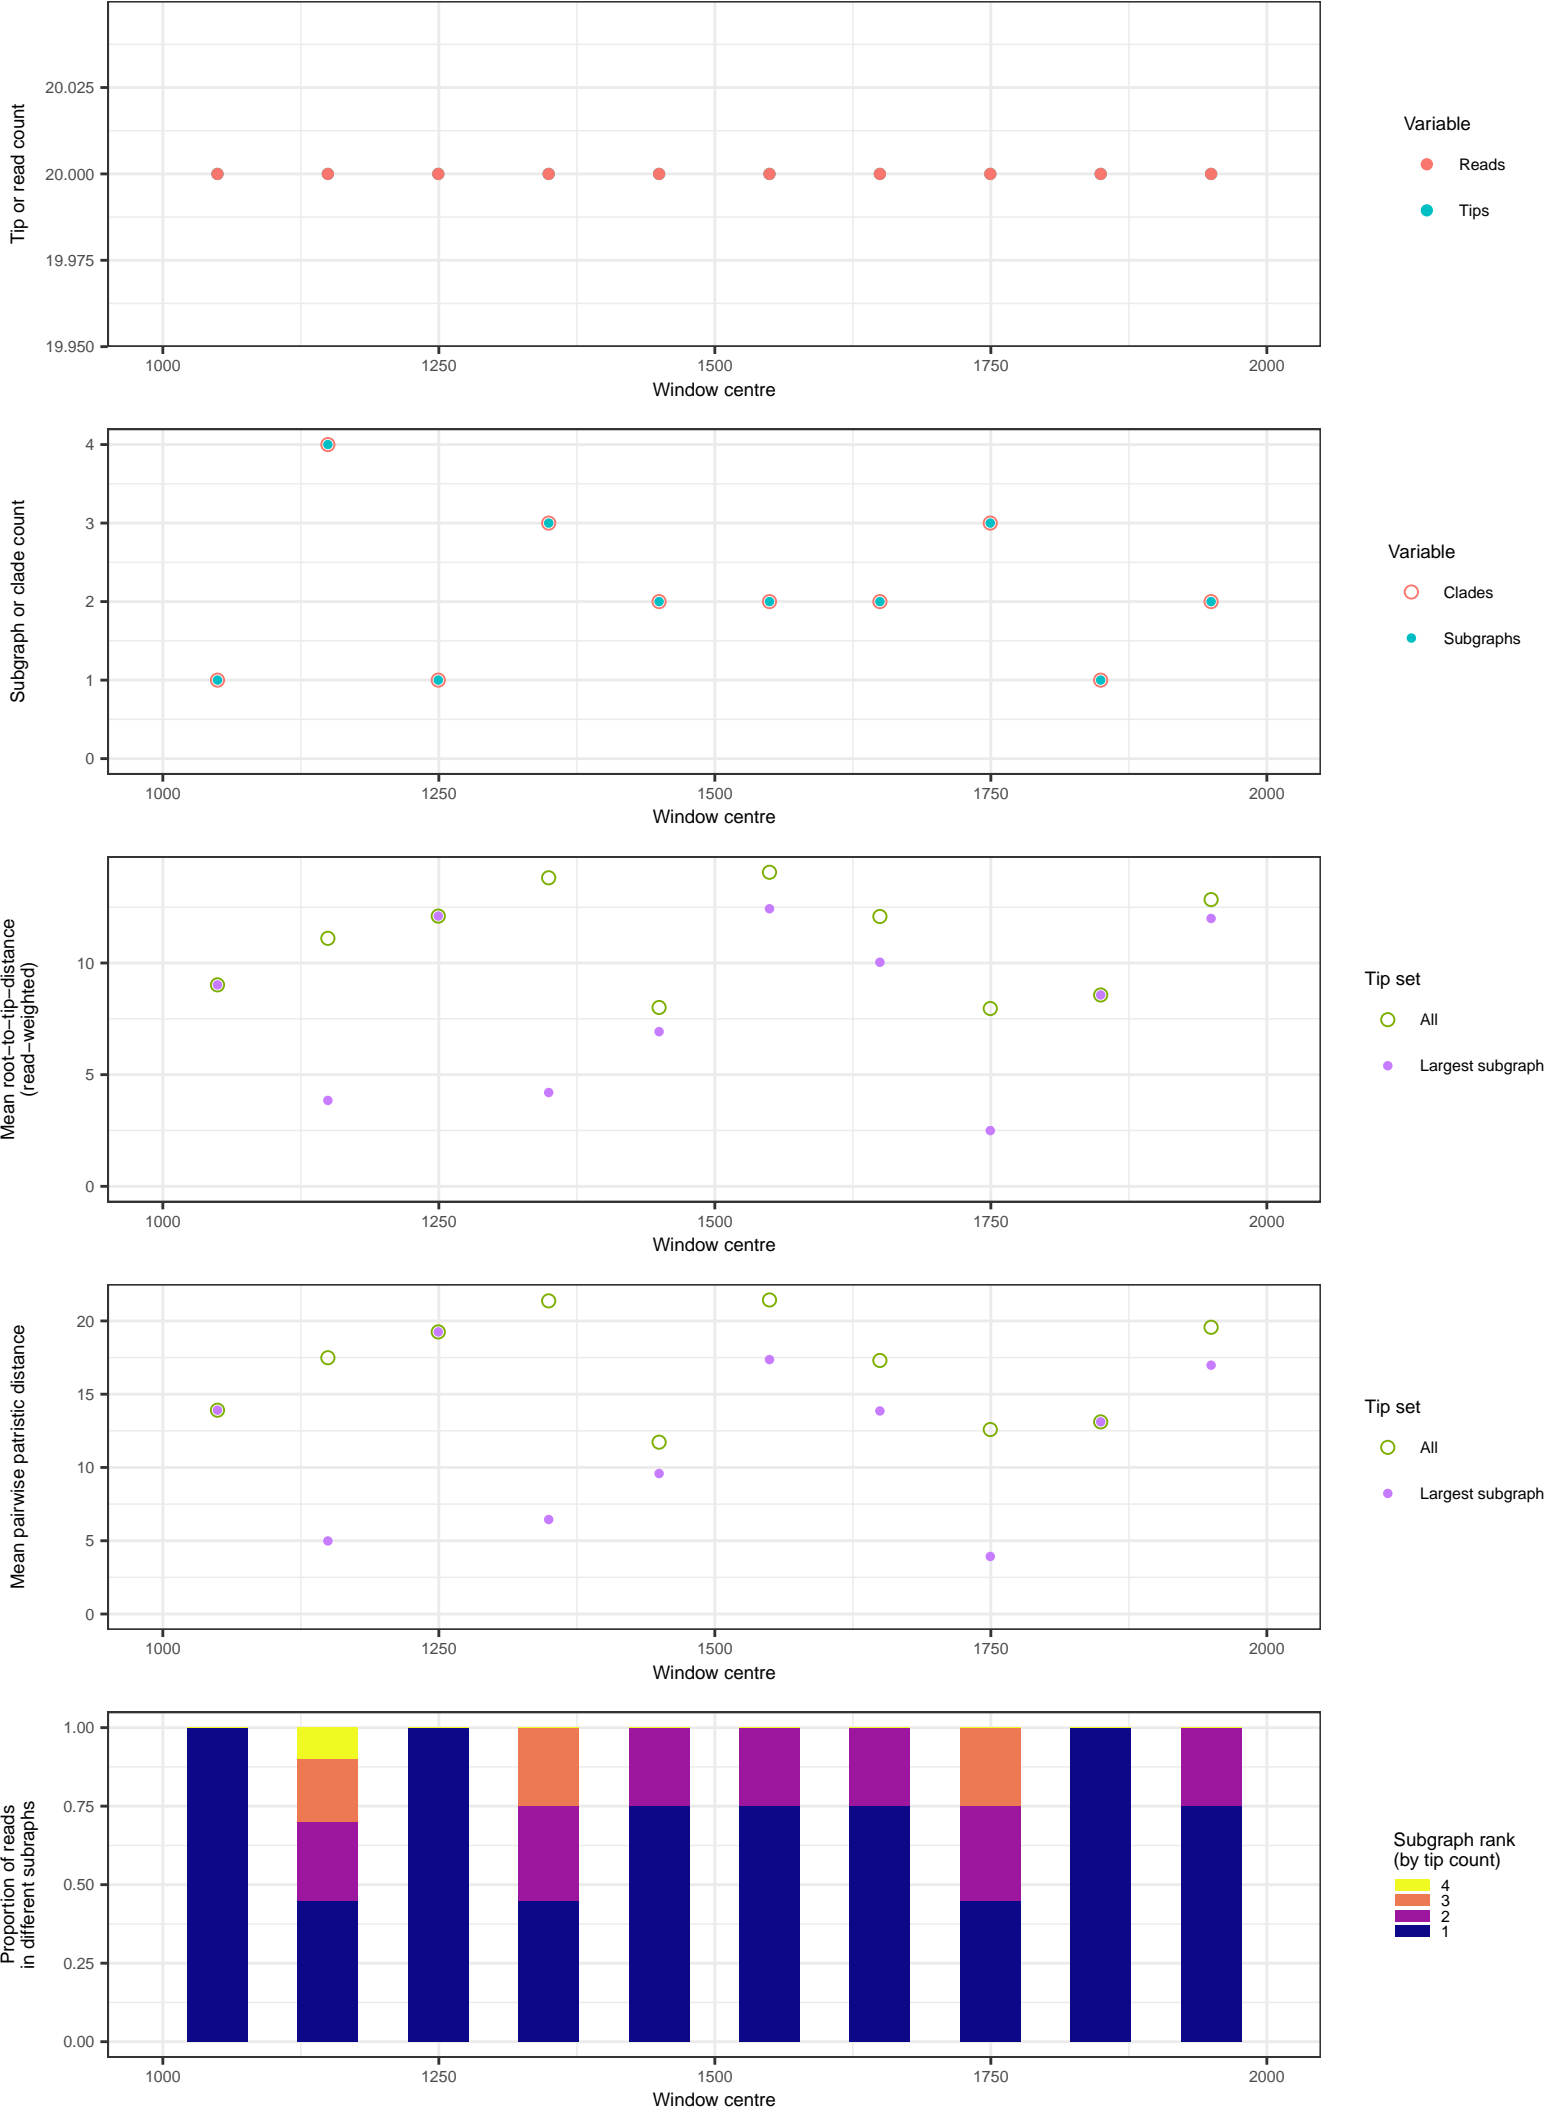 Tip or read count
20.025
20.000
19.975
19.950
1000 1250 1500 1750 2000
Window centre
Variable
Reads
Tips
Subgraph or clade count
4
3
2
1
0
1000 1250 1500 1750 2000
Window centre
Variable
Clades
Subgraphs
Mean root−to−tip−distance
(read−weighted)
10
5
0
1000 1250 1500 1750 2000
Window centre
Tip set
All
Largest subgraph
Mean pairwise patristic distance
20
15
10
5
0
1000 1250 1500 1750 2000
Window centre
Tip set
All
Largest subgraph
Proportion of reads
in different subraphs
1.00
0.75
0.50
0.25
0.00
1000 1250 1500 1750 2000
Window centre
Subgraph rank
(by tip count)
4
3
2
1